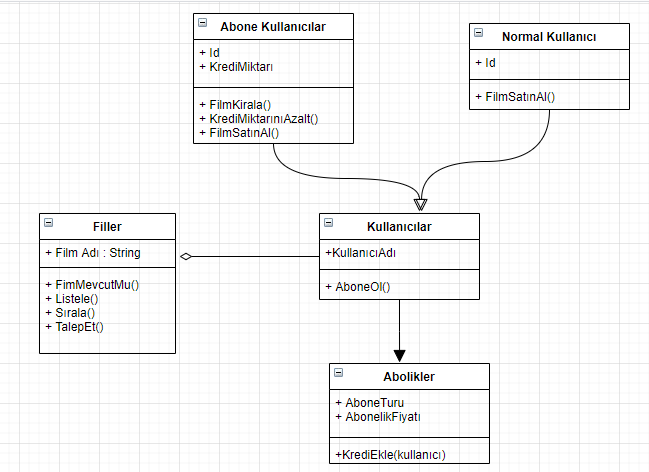 Abone Kullanıcılar
+ Id
+ KrediMiktarı
+ FilmKirala()
+ KrediMiktarınıAzalt()
+ FilmSatınAl()
Normal Kullanıcı
+ Id
+ FilmSatınAl()
Filler
+ Film Adı : String
+ FimMevcutMu()
+ Listele()
+ Sırala()
+ TalepEt()
Kullanıcılar
+KullanıcıAdı
+ AboneOl()
Abolikler
+ AboneTuru
+ AbonelikFiyatı
+KrediEkle(kullanıcı)